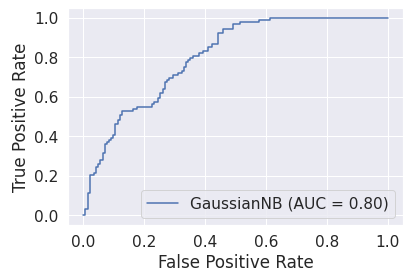 1.0
0.8
0.6
0.4
0.2
0.0
True Positive Rate
GaussianNB (AUC = 0.80)
0.0 0.2 0.4 0.6 0.8 1.0
False Positive Rate